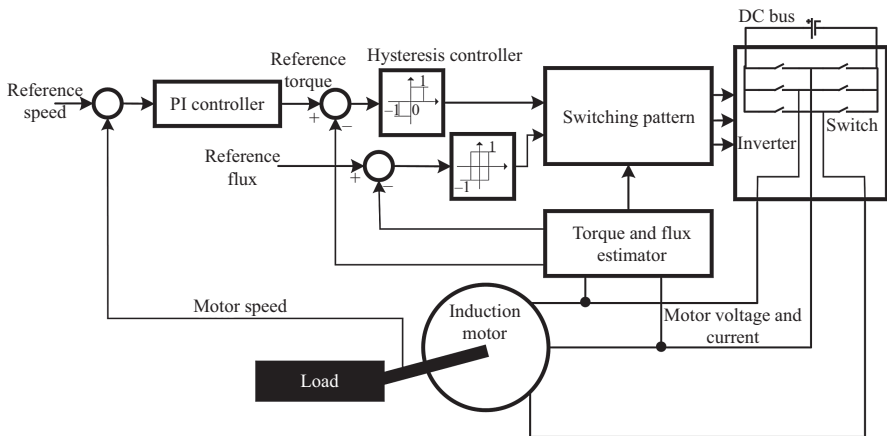 DC bus
Reference
torque
Hysteresis controller
Reference
speed
PI controller
1
−1 0
+
−
Switching pattern
Inverter
Switch
Reference
flux
+
−
1
−1
Torque and flux
estimator
Motor speed
Induction
motor
Motor voltage and
current
Load